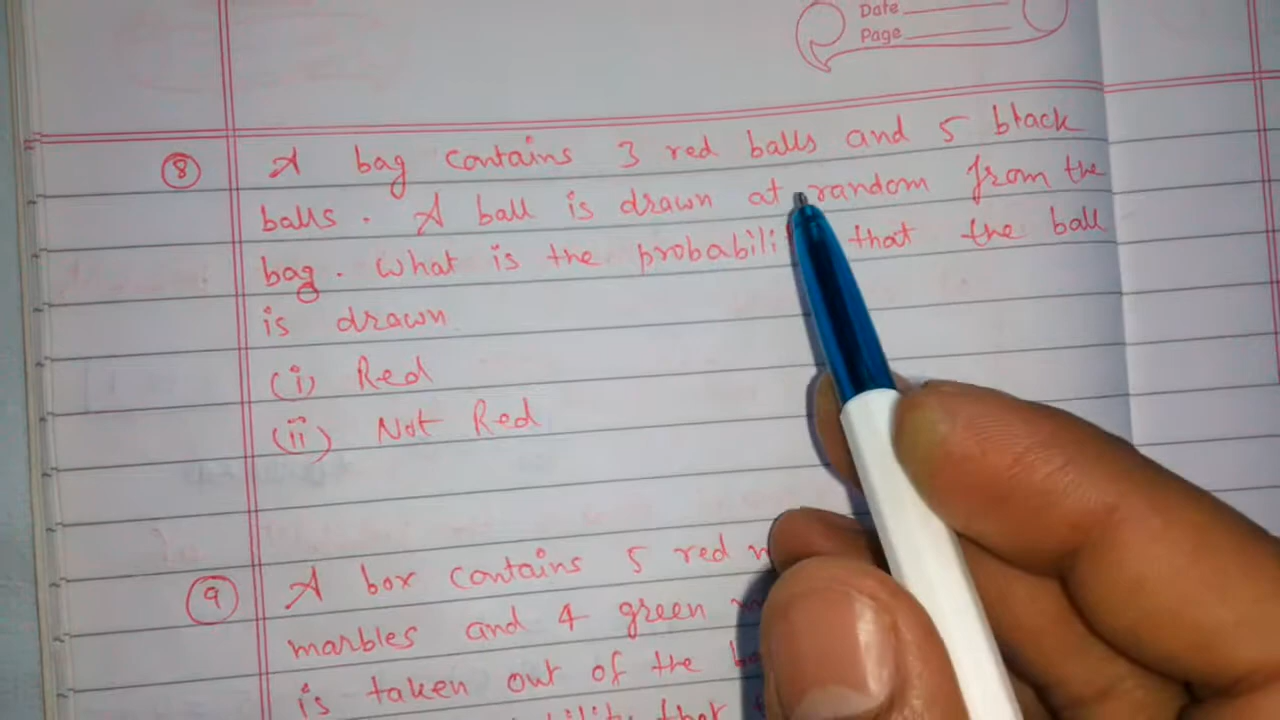 Date
Page
8 A bag contains 3 red balls and 5 black
balls. A ball is drawn at random from the
bag. What is the that the ball
is drawn
(i) Red
(ii) Not Red
9 A box contains 5 red
marbles and 4 green
is taken out of the
that